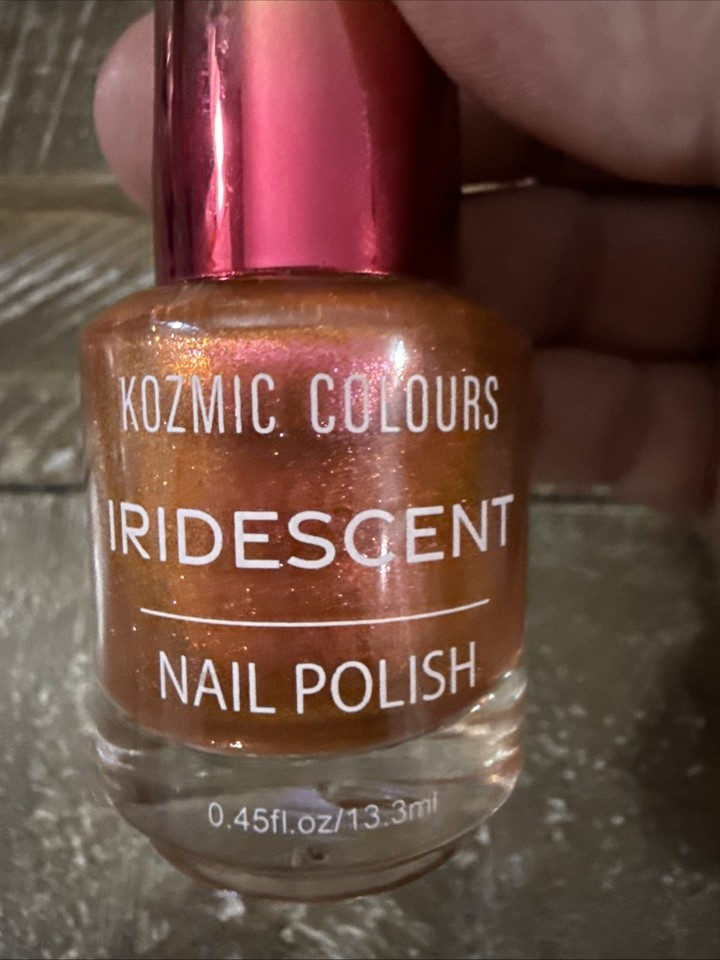 KOZMIC COLOURS
IRIDESCENT
NAIL POLISH
0.45fl.oz/13.3ml